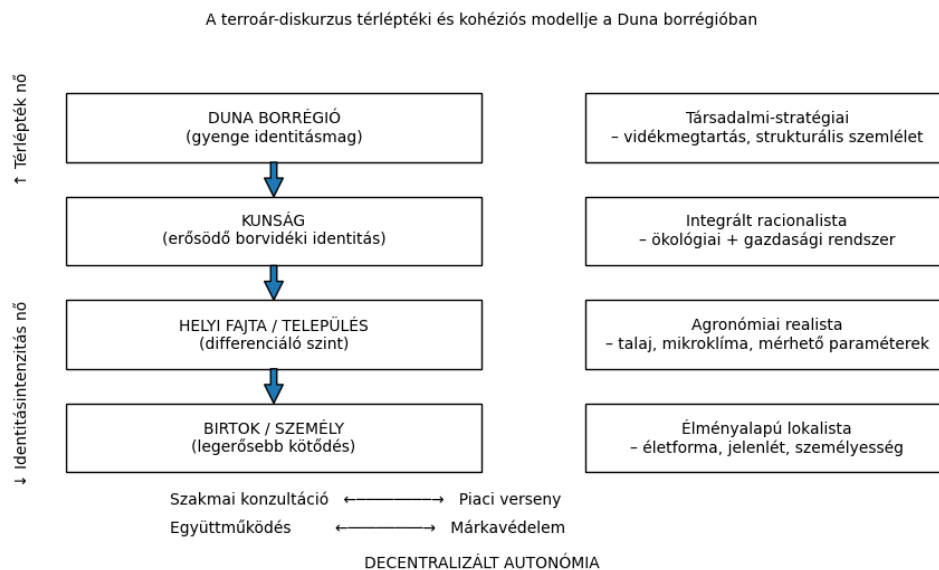 A terroár-diskurzus térléptéki és kohéziós modellje a Duna borrégióban
↑ Térlépték nő
DUNA BORRÉGIÓ
(gyenge identitásmag)
Társadalmi-stratégiai
– vidékmegtartás, strukturális szemlélet
KUNSÁG
(erősödő borvidéki identitás)
Integrált racionalista
– ökológiai + gazdasági rendszer
↓ Identitásintenzitás nő
HELYI FAJTA / TELEPÜLÉS
(differenciáló szint)
Agronómiai realista
– talaj, mikroklíma, mérhető paraméterek
BIRTOK / SZEMÉLY
(legerősebb kötődés)
Élményalapú lokalista
– életforma, jelenlét, személyesség
Szakmai konzultáció ←────────→ Piaci verseny
Együttműködés ←────────→ Márkavédelem
DECENTRALIZÁLT AUTONÓMIA